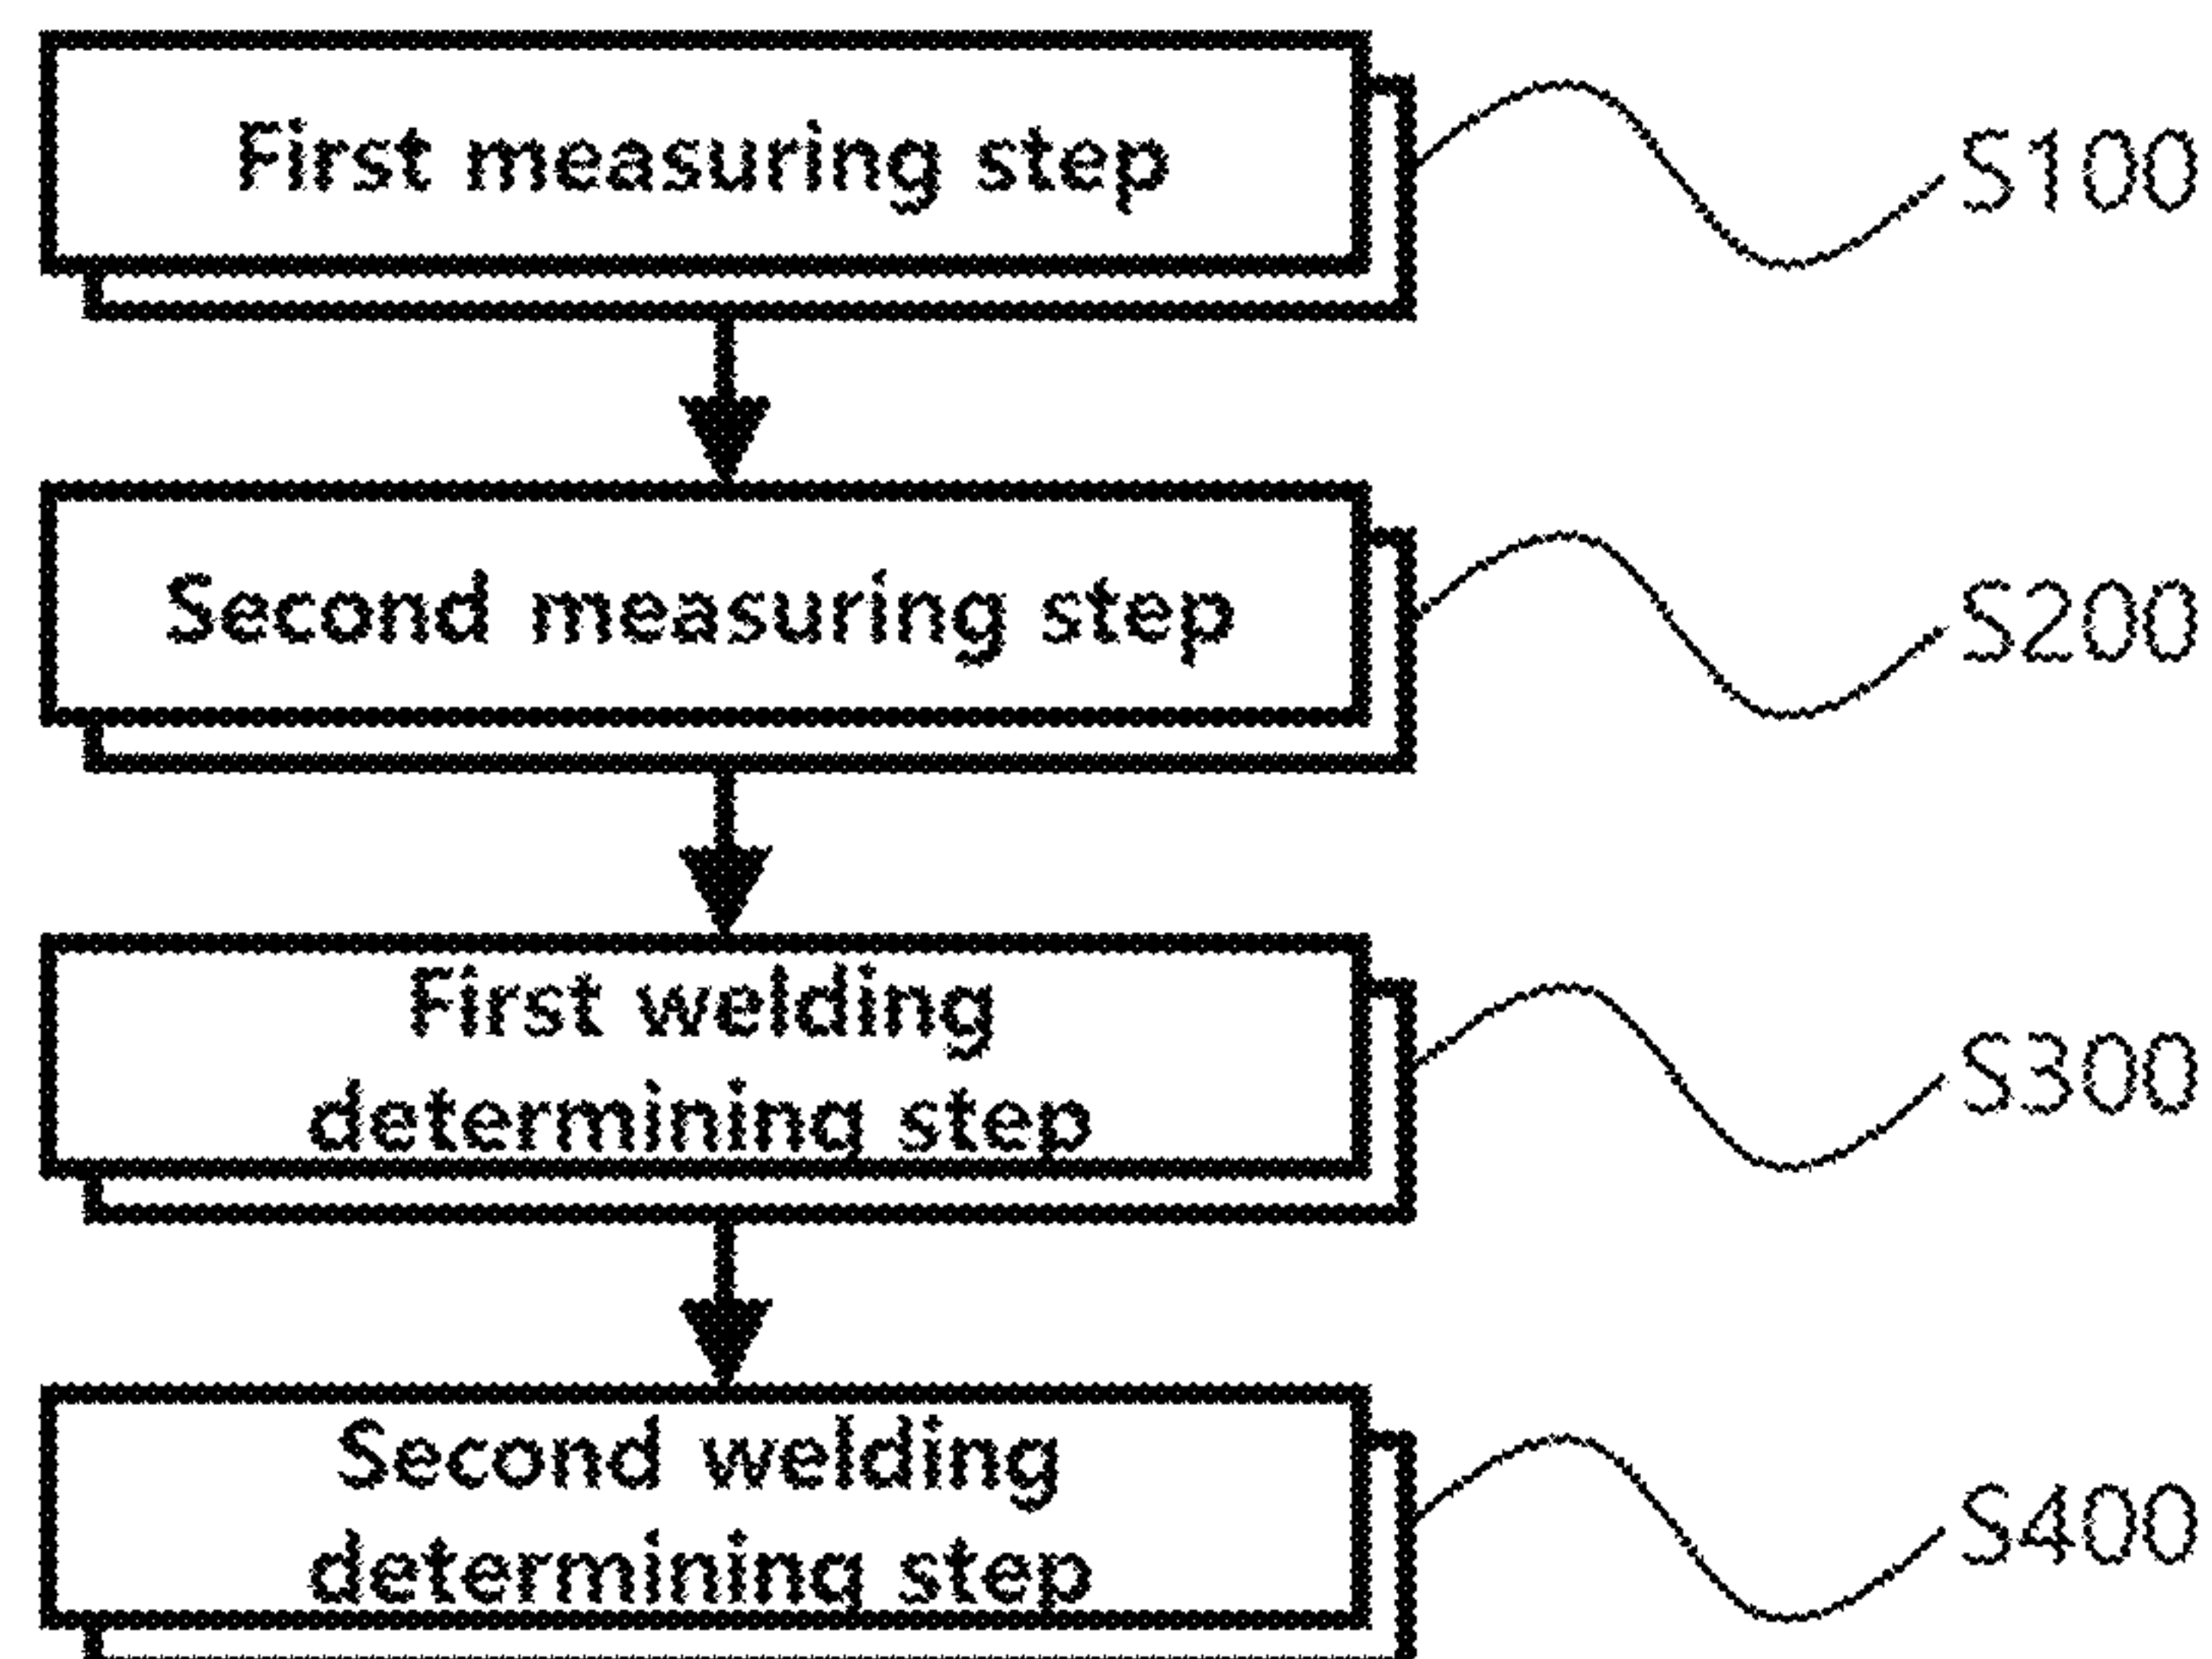 First measuring step
S100
Second measuring step
S200
First welding
determining step
S300
Second welding
determining step
S400